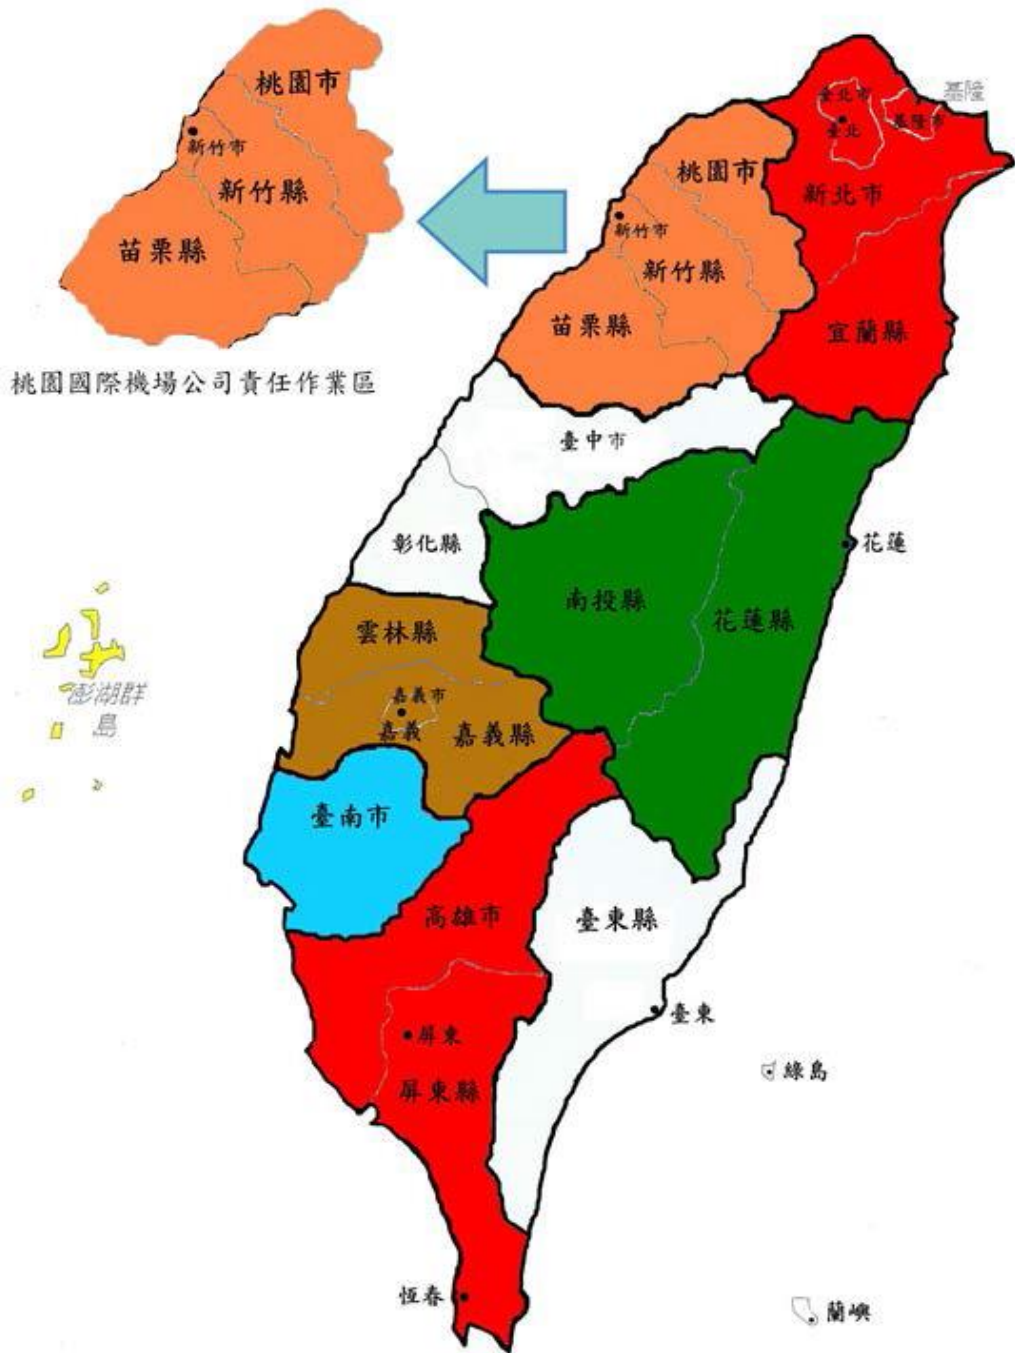 桃園市
新竹市
新竹縣
苗栗縣
桃園國際機場公司責任作業區
基隆
臺北市
基隆市
臺北
桃園市
新北市
新竹市
新竹縣
苗栗縣
宜蘭縣
臺中市
彰化縣
花蓮
南投縣
花蓮縣
雲林縣
嘉義市
嘉義
嘉義縣
澎湖群
島
臺南市
高雄市
臺東縣
臺東
屏東
綠島
屏東縣
恆春
蘭嶼